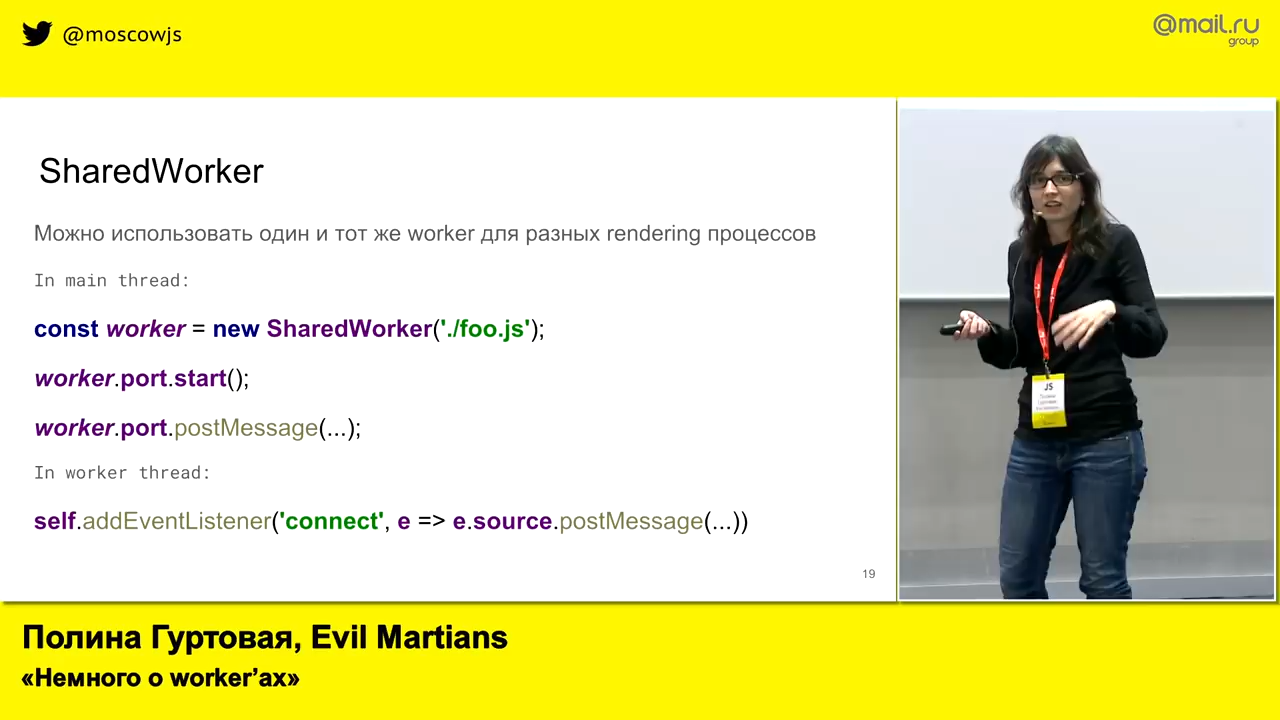 @moscowjs
@mail.ru
group
SharedWorker
Можно использовать один и тот же worker для разных rendering процессов
In main thread:
const worker = new SharedWorker('./foo.js');
worker.port.start();
worker.port.postMessage(...);
In worker thread:
self.addEventListener('connect', e => e.source.postMessage(...))
19
JS
Полина Гуртовая, Evil Martians
«Немного о worker’ах»